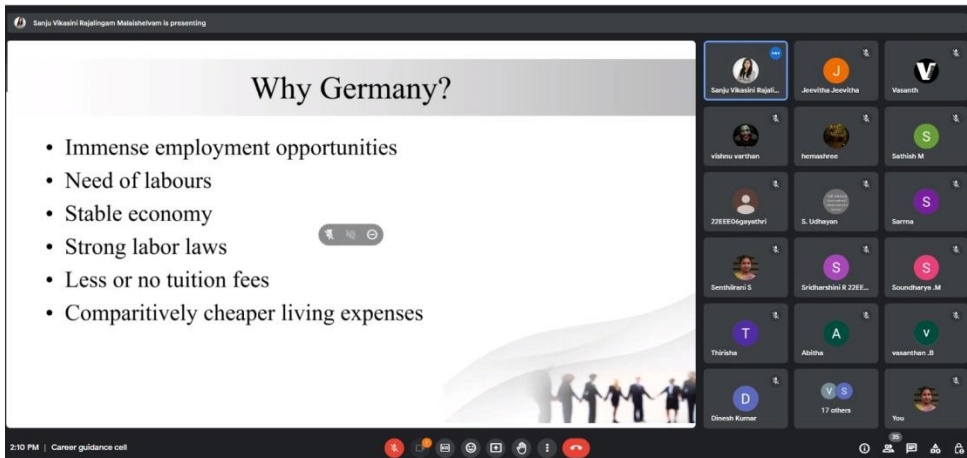 Sanju Vikasini Rajalingam Malaishelvam is presenting
Why Germany?
• Immense employment opportunities
• Need of labours
• Stable economy
• Strong labor laws
• Less or no tuition fees
• Comparitively cheaper living expenses
Sanju Vikasini Rajali...
J
Jeevitha Jeevitha
V
Vasanth
vishnu varthan
hemashree
S
Sathish M
22EEE06gayathri
S. Udhayan
S
Sarrna
Senthilrani S
S
Sridharshini R 22EE...
S
Soundharya .M
T
Thirisha
A
Abitha
V
vasanthan .B
D
Dinesh Kumar
V S
17 others
You
2:10 PM | Career guidance cell
35